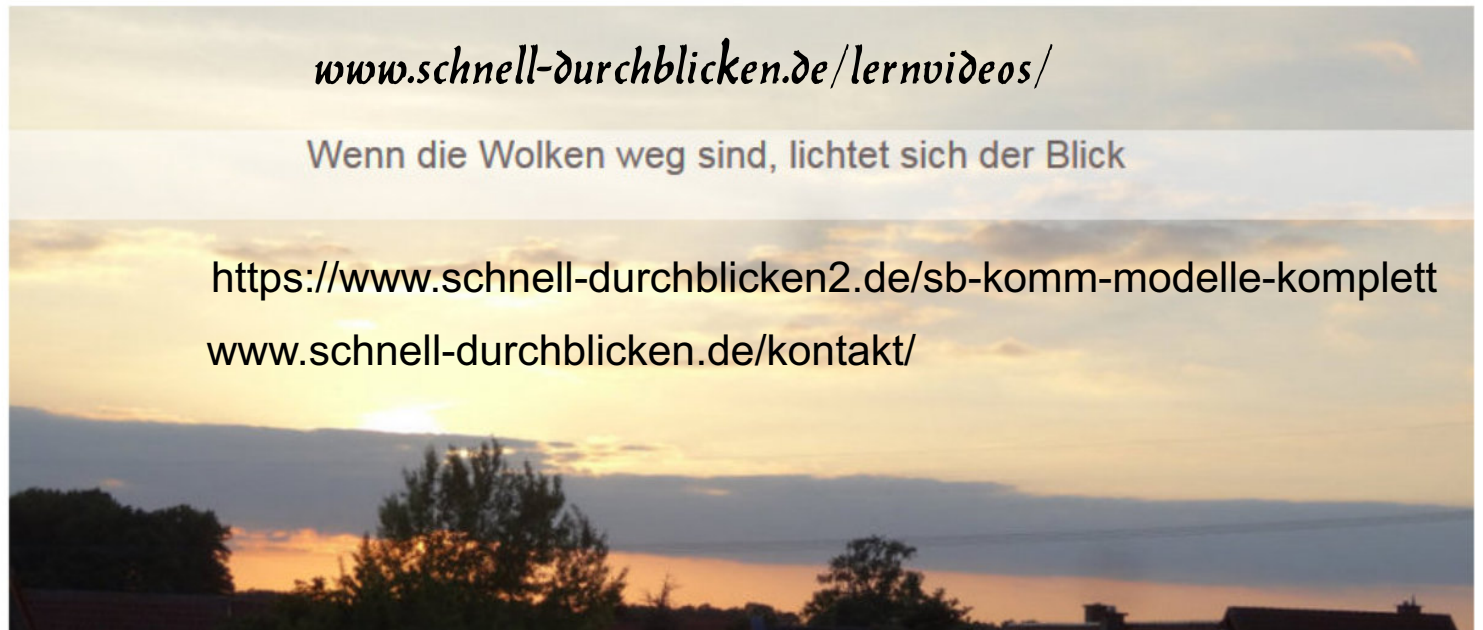 www.schnell-durchblicken.de/lernvideos/
Wenn die Wolken weg sind, lichtet sich der Blick
https://www.schnell-durchblicken2.de/sb-komm-modelle-komplett
www.schnell-durchblicken.de/kontakt/